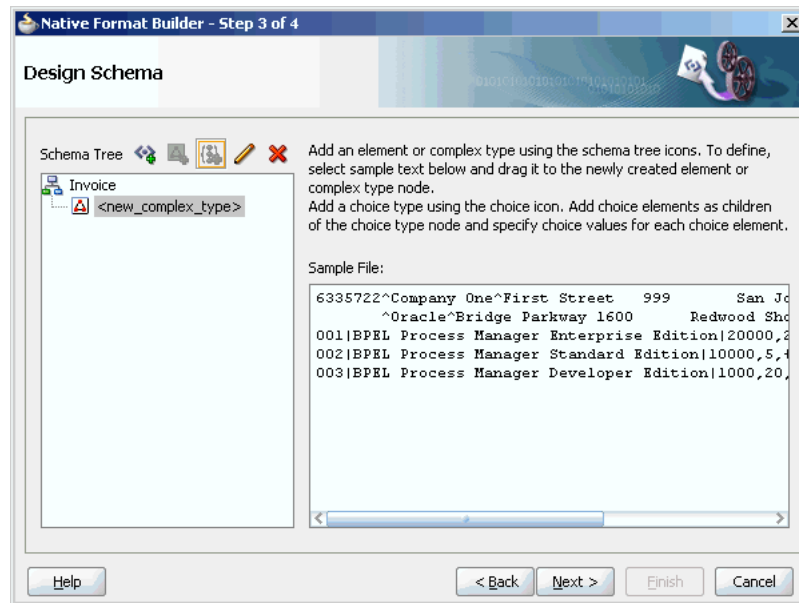 Native Format Builder - Step 3 of 4
Design Schema
Schema Tree
Invoice
<new_complex_type>
Add an element or complex type using the schema tree icons. To define,
select sample text below and drag it to the newly created element or
complex type node.
Add a choice type using the choice icon. Add choice elements as children
of the choice type node and specify choice values for each choice element.
Sample File:
6335722^Company One^First Street    999        San Jo
^Oracle^Bridge Parkway 1600       Redwood Sho
001|BPEL Process Manager Enterprise Edition|20000,2
002|BPEL Process Manager Standard Edition|10000,5,+
003|BPEL Process Manager Developer Edition|1000,20,
Help
< Back
Next >
Finish
Cancel